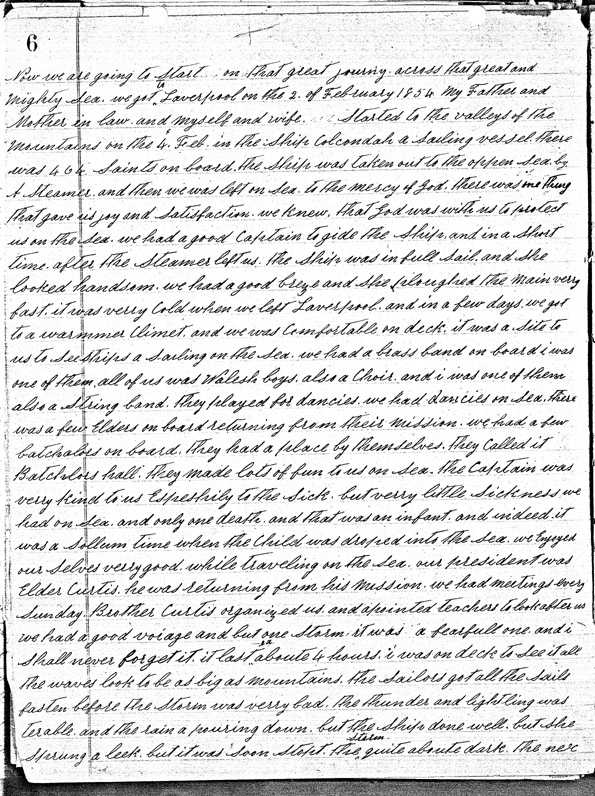 6
Now we are going to Start on that great journy. across that great and
Mighty Sea. we got to Laverpool on the 2. of February 1854 My Father and
Mother in law. and myself and wife. Started to the valleys of the
Mountains on the 4. Feb. in the Ship Colcondah a Sailing vessel. there
was 464 Saints on board. the Ship was taken out to the oppen Sea. by
A Steamer. and then we was left on Sea. to the mercy of God. there was one thing
that gave us joy and Satisfaction. we knew. that God was with us to protect
us on the Sea. we had a good Captain to gide the Ship. and in a Short
time. after the Steamer left us. the Ship was in full Sail. and She
looked handsom. we had a good breze and She ploughed the Main verry
fast. it was verry Cold when we left Laverpool. and in a few days. we got
to a warmmer Climet. and we was Comfortable on deck. it was a Site to
us to See Ships a Sailing on the Sea. we had a brass band on board i was
one of them. all of us was Walesh boys. also a Choir. and i was one of them
also a String band. they played for dancies. we had dancies on Sea. there
was a few Elders on board returning from their Mission. we had a few
batchalors on board. they had a place by themselves. they Called it
Batchlors hall. they made lots of fun to us on Sea. the Captain was
verry Kind to us Espeshily to the Sick. but verry little Sickness we
had on Sea. and only one death. and that was an infant. and indeed it
was a Sollum time when the Child was droped into the Sea. we Enjoyed
our Selves verry good while traveling on the Sea. our president was
Elder Curtis. he was returning from his Mission. we had meetings every
Sunday. Brother Curtis organized us. and apointed teachers to look after us
we had a good voiage and but one Storm. it was a fearfull one. and i
Shall never forget it. it lasted aboute 4 hours. i was on deck to See it all
the waves look to be as big as mountains. the Sailors got all the Sails
fasten before the Storm was verry bad. the thunder and lightling was
terable. and the rain a pouring down. but the Ship done well. but She
Sprung a leek. but it was Soon Stopt. the Storm quite aboute dark. the nex